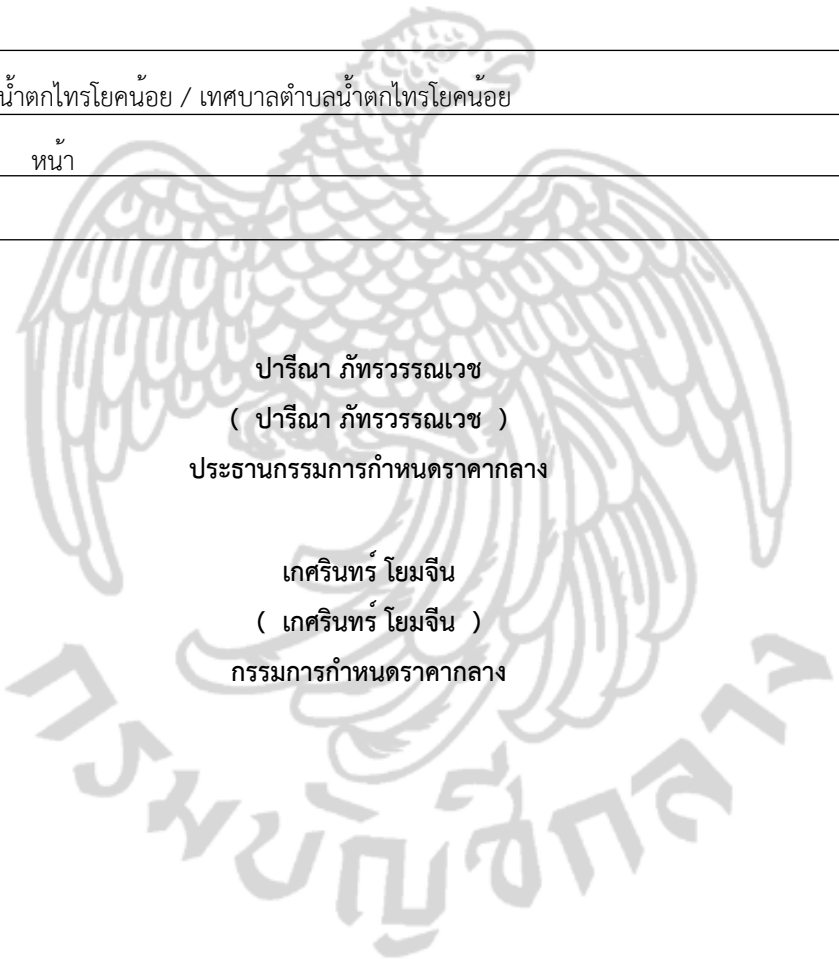 น้ำตกไทรโยคน้อย / เทศบาลตำบลน้ำตกไทรโยคน้อย
หน้า
ปารีณา ภัทรวรรณเวช
( ปารีณา ภัทรวรรณเวช )
ประธานกรรมการกำหนดราคากลาง
เกศรินทร์ โยมจีน
( เกศรินทร์ โยมจีน )
กรรมการกำหนดราคากลาง
กรมบัญชีกลาง